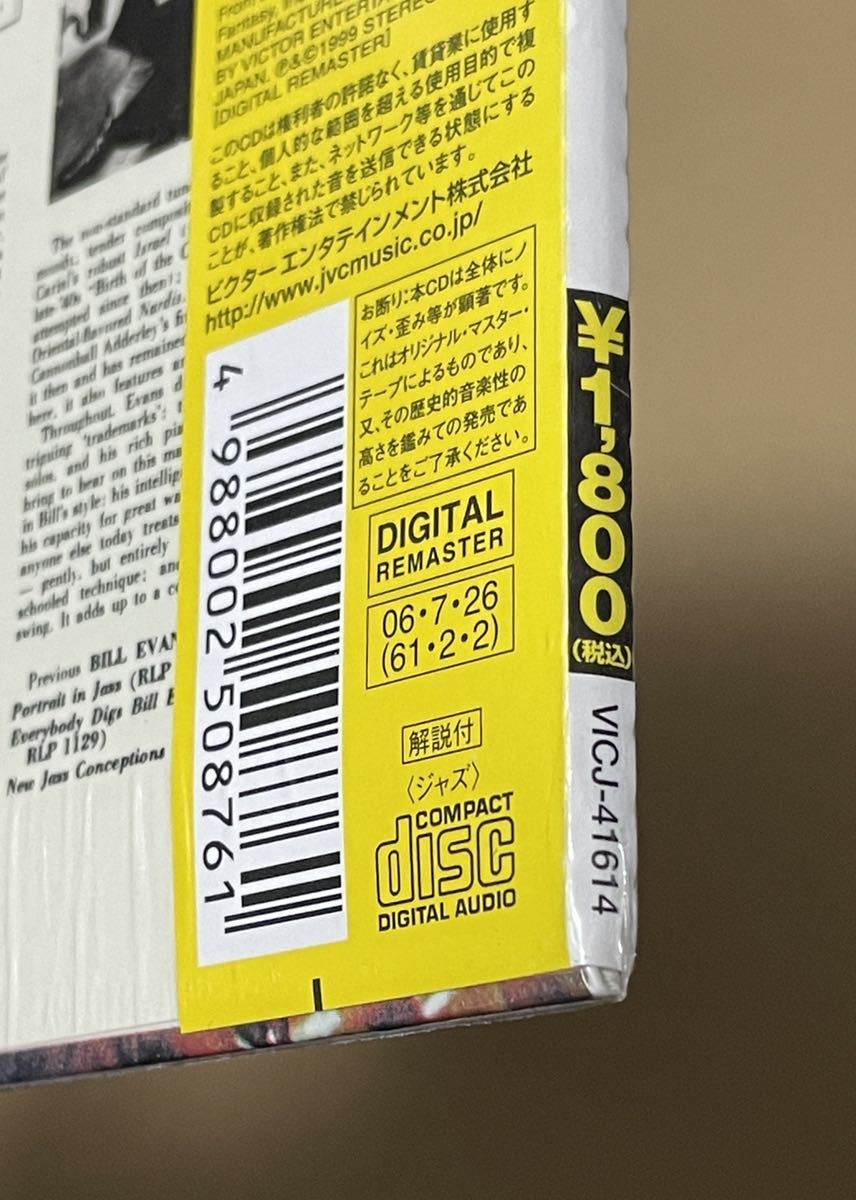 The non-standard tun
moods: tender composi
Carisi's robust Israel (
late '40s "Birth of the C
attempted since then);
Oriental-flavored Nardis,
Cannonball Adderley's fi
it then and has remained
here, it also features a
Throughout, Evans d
triguing 'trademarks': t
solos, and his rich pia
bring to bear on this ma
in Bill's style: his intellig
his capacity for great wa
anyone else today treats
— gently, but entirely
schooled technique; and
swing. It adds up to a co
Previous BILL EVAN
Portrait in Jazz (RLP
Everybody Digs Bill E
RLP 1129)
New Jazz Conceptions
From
Fantasy, Inc
MANUFACTURE
BY VICTOR ENTERTA
JAPAN. ℗&©1999 STEREO
[DIGITAL REMASTER]
このCDは権利者の許諾なく、賃貸業に使用す
ること、個人的な範囲を超える使用目的で複
製すること、また、ネットワーク等を通じてこの
CDに収録された音を送信できる状態にする
ことが、著作権法で禁じられています。
ビクター エンタテインメント株式会社
http://www.jvcmusic.co.jp/
お断り:本CDは全体にノ
イズ・歪み等が顕著です。
これはオリジナル・マスター・
テープによるものであり、
又、その歴史的音楽性の
高さを鑑みての発売であ
ることをご了承ください。
4 988002 508761
DIGITAL
REMASTER
06・7・26
(61・2・2)
解説付
〈ジャズ〉
COMPACT
disc
DIGITAL AUDIO
¥1,800
(税込)
VICJ-41614